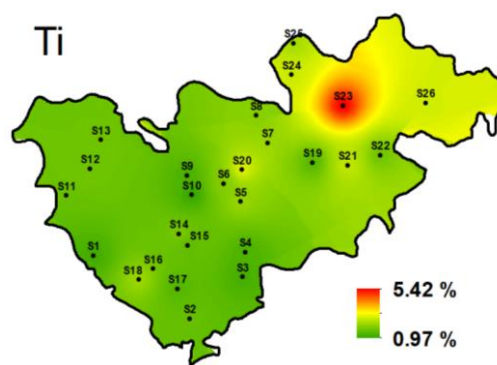 Ti
S25
S24
S23
S26
S8
S7
S13
S12
S9
S20
S19
S21
S22
S6
S11
S10
S5
S14
S15
S4
S1
S16
S18
S3
S17
S2
5.42 %
0.97 %